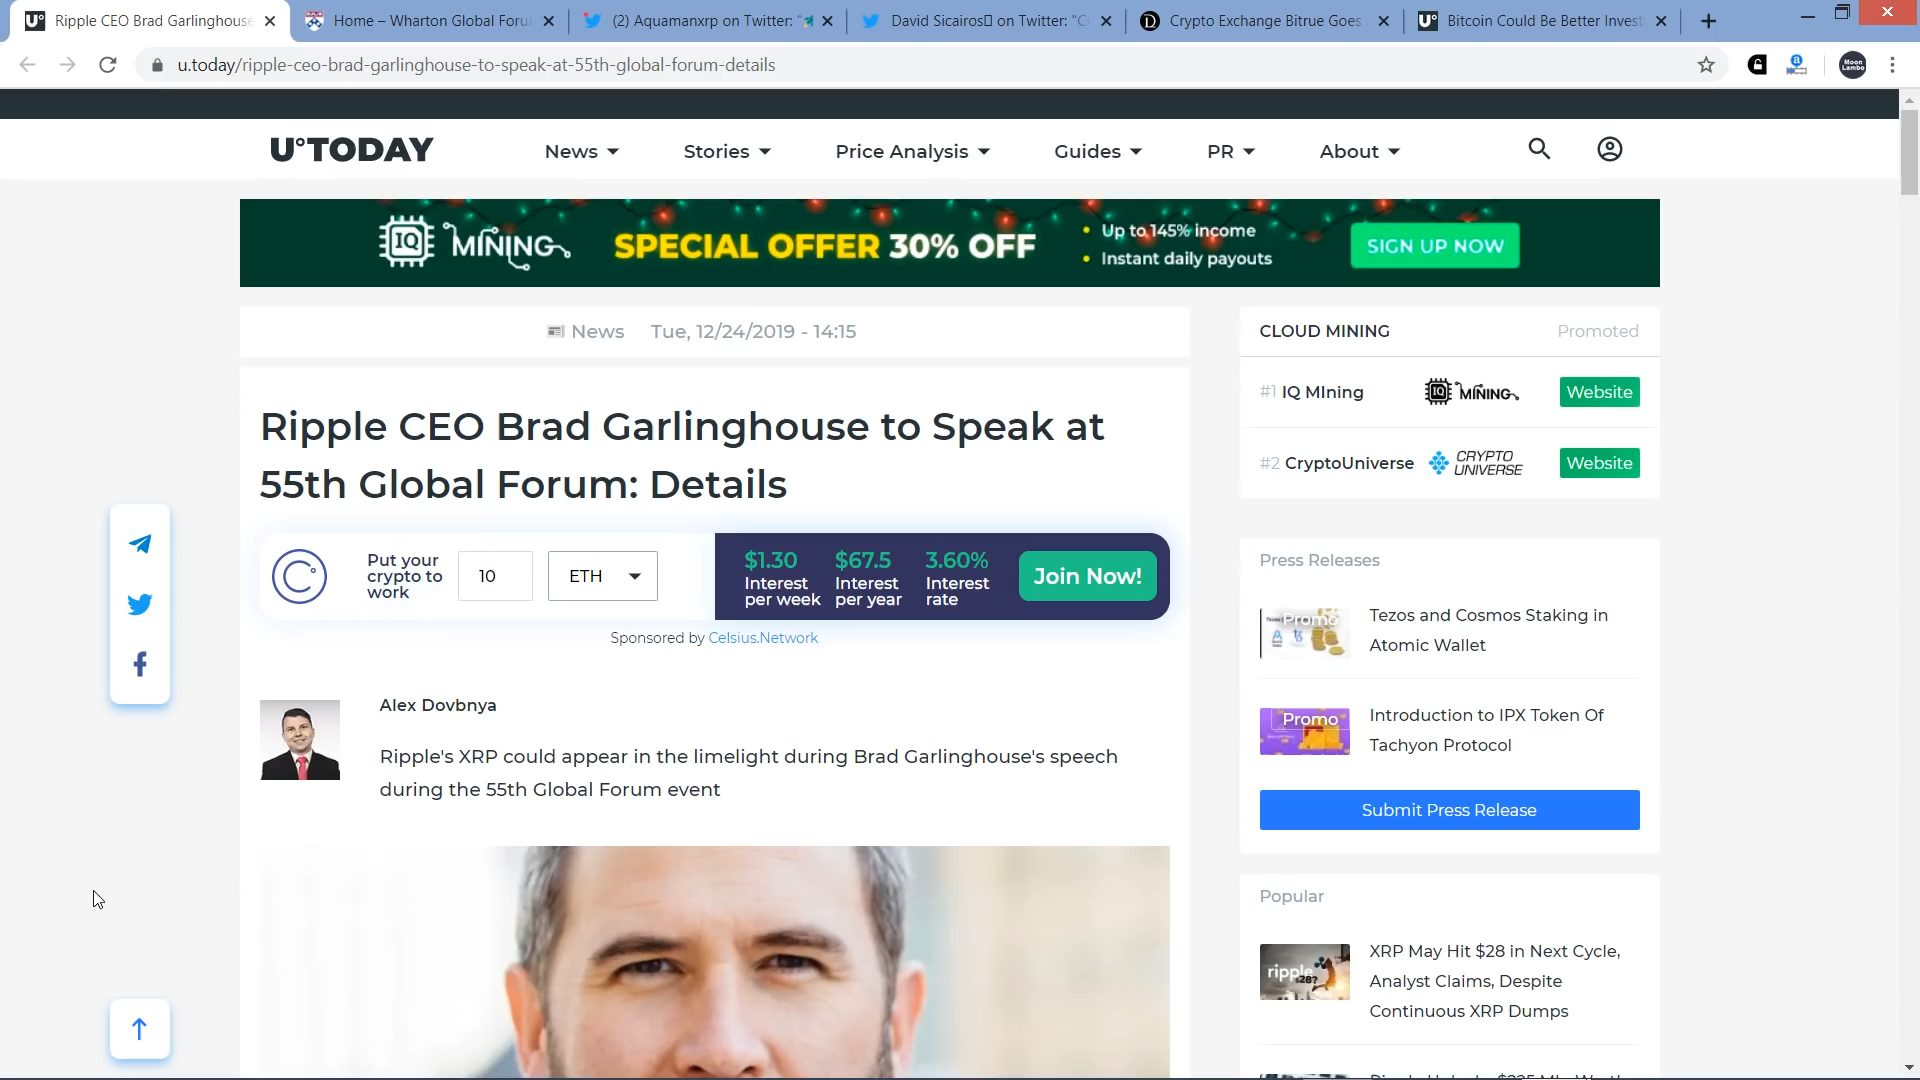 Ripple CEO Brad Garlinghouse
Home – Wharton Global Foru
(2) Aquamanxrp on Twitter: "
David Sicairos on Twitter: "C
Crypto Exchange Bitrue Goes
Bitcoin Could Be Better Invest
u.today/ripple-ceo-brad-garlinghouse-to-speak-at-55th-global-forum-details
Moon Lambo
U°TODAY
News
Stories
Price Analysis
Guides
PR
About
IQ MINING
SPECIAL OFFER 30% OFF
• Up to 145% income
• Instant daily payouts
SIGN UP NOW
News Tue, 12/24/2019 - 14:15
Ripple CEO Brad Garlinghouse to Speak at
55th Global Forum: Details
Put your
crypto to
work
10
ETH
$1.30
Interest
per week
$67.5
Interest
per year
3.60%
Interest
rate
Join Now!
Sponsored by Celsius.Network
Alex Dovbnya
Ripple's XRP could appear in the limelight during Brad Garlinghouse's speech
during the 55th Global Forum event
CLOUD MINING
Promoted
#1 IQ MIning
IQ MINING
Website
#2 CryptoUniverse
CRYPTO
UNIVERSE
Website
Press Releases
Promo
Tezos and Cosmos Staking in
Atomic Wallet
Promo
Introduction to IPX Token Of
Tachyon Protocol
Submit Press Release
Popular
ripple
$28?
XRP May Hit $28 in Next Cycle,
Analyst Claims, Despite
Continuous XRP Dumps